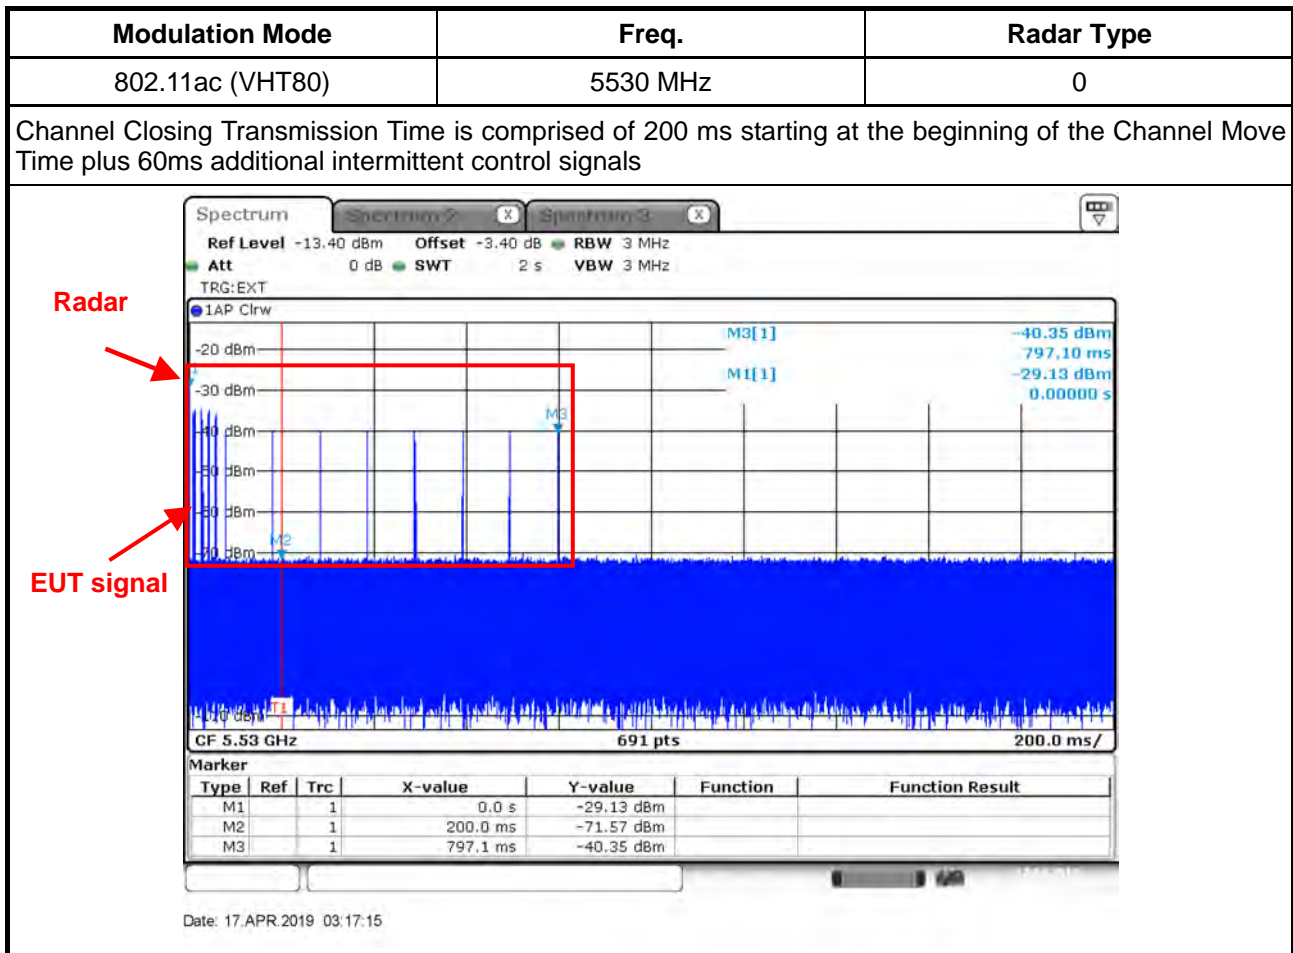 Modulation Mode Freq. Radar Type
802.11ac (VHT80) 5530 MHz 0
Channel Closing Transmission Time is comprised of 200 ms starting at the beginning of the Channel Move
Time plus 60ms additional intermittent control signals
Spectrum Spectrum 2 X Spectrum 3 X
Ref Level -13.40 dBm Offset -3.40 dB RBW 3 MHz
Att 0 dB SWT 2 s VBW 3 MHz
TRG:EXT
Radar
1AP Clrw
M3[1] -40.35 dBm
-20 dBm
797.10 ms
M1[1] -29.13 dBm
-30 dBm
0.00000 s
M3
-40 dBm
-50 dBm
-60 dBm
M2
-70 dBm
EUT signal
T1
-110 dBm
CF 5.53 GHz 691 pts 200.0 ms/
Marker
Type Ref Trc X-value Y-value Function Function Result
M1 1 0.0 s -29.13 dBm
M2 1 200.0 ms -71.57 dBm
M3 1 797.1 ms -40.35 dBm
Date: 17.APR.2019 03:17:15